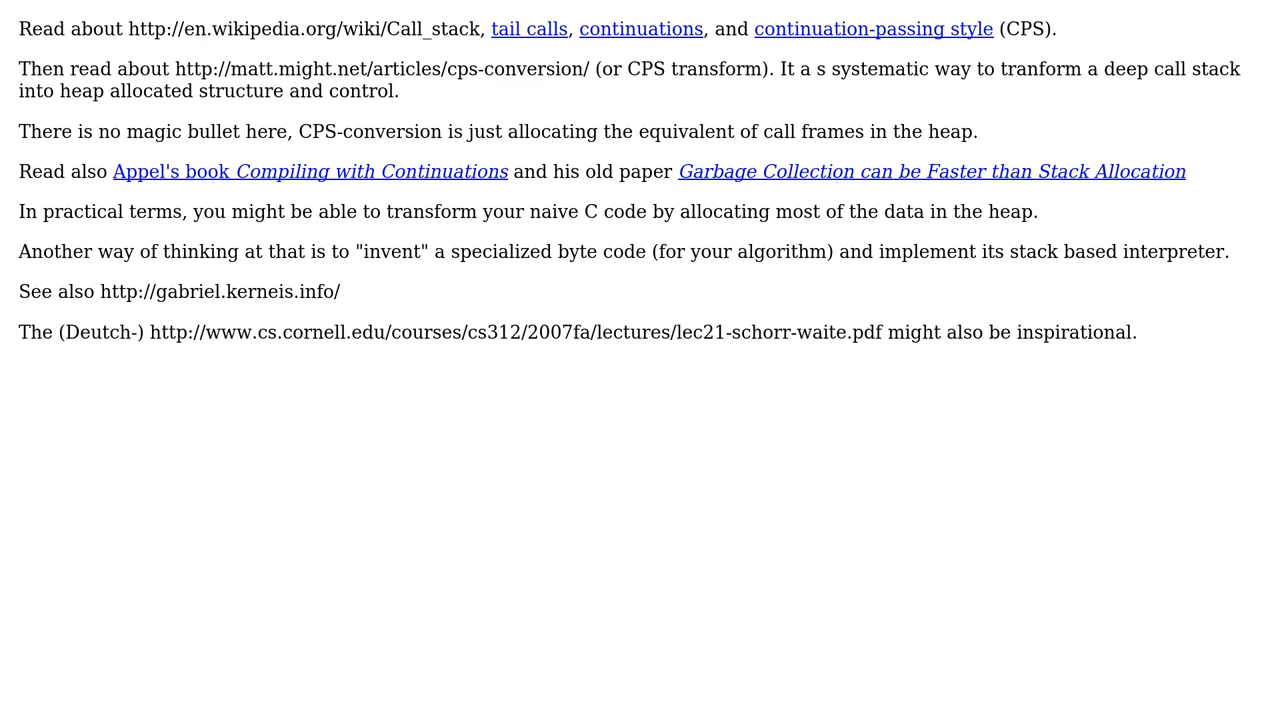 Read about http://en.wikipedia.org/wiki/Call_stack, tail calls, continuations, and continuation-passing style (CPS).
Then read about http://matt.might.net/articles/cps-conversion/ (or CPS transform). It a s systematic way to tranform a deep call stack
into heap allocated structure and control.
There is no magic bullet here, CPS-conversion is just allocating the equivalent of call frames in the heap.
Read also Appel's book Compiling with Continuations and his old paper Garbage Collection can be Faster than Stack Allocation
In practical terms, you might be able to transform your naive C code by allocating most of the data in the heap.
Another way of thinking at that is to "invent" a specialized byte code (for your algorithm) and implement its stack based interpreter.
See also http://gabriel.kerneis.info/
The (Deutch-) http://www.cs.cornell.edu/courses/cs312/2007fa/lectures/lec21-schorr-waite.pdf might also be inspirational.